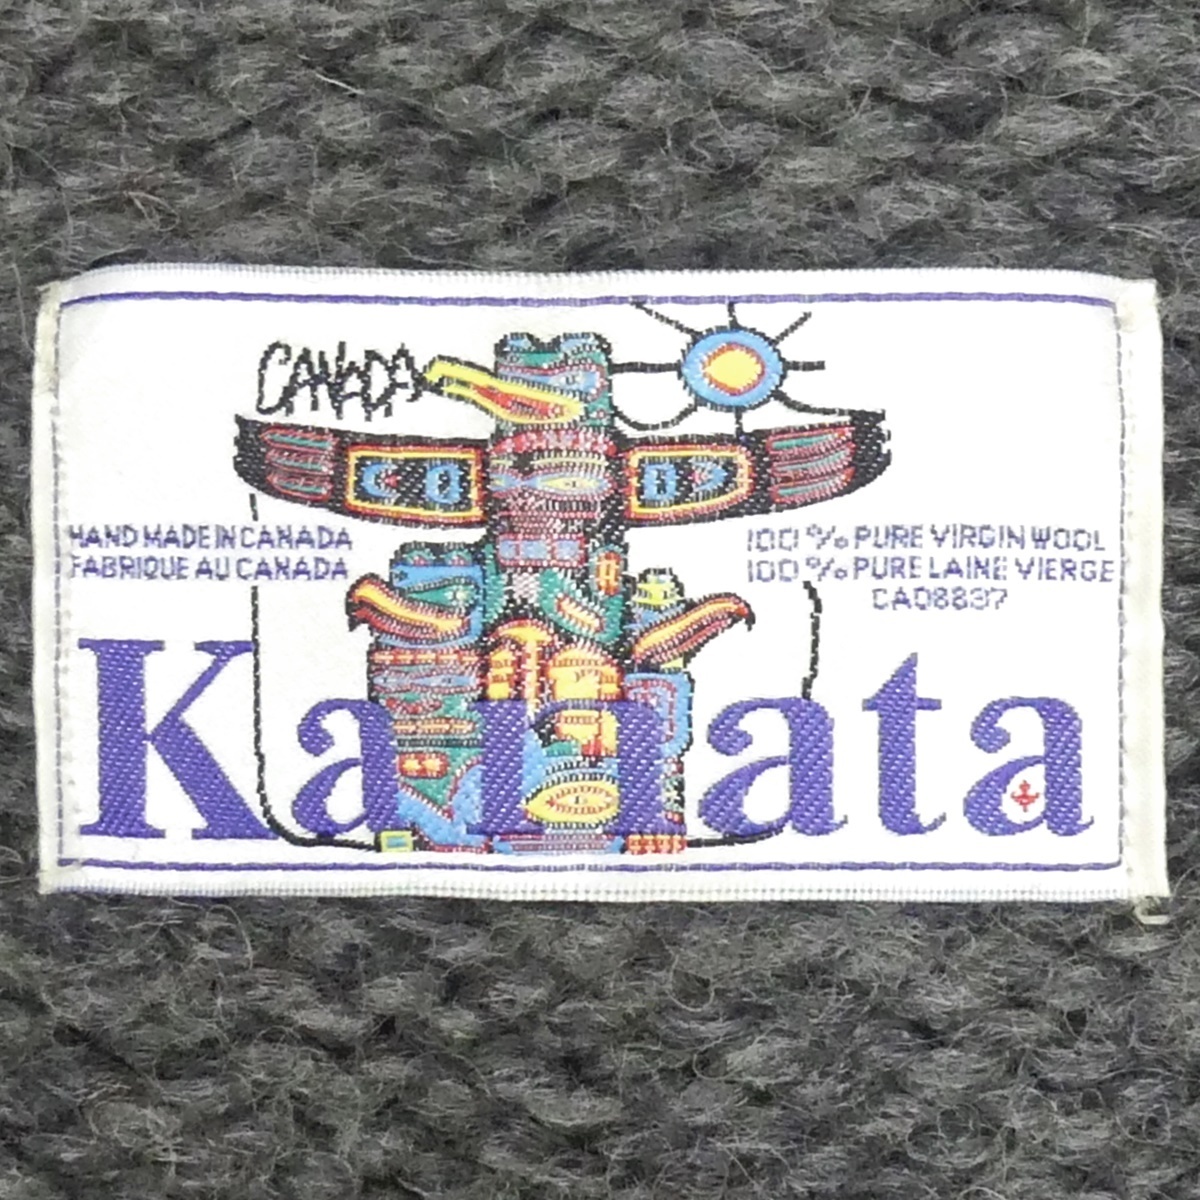 CANADA
HAND MADE IN CANADA
FABRIQUE AU CANADA
100 % PURE VIRGIN WOOL
100 % PURE LAINE VIERGE
CA08837
Kanata